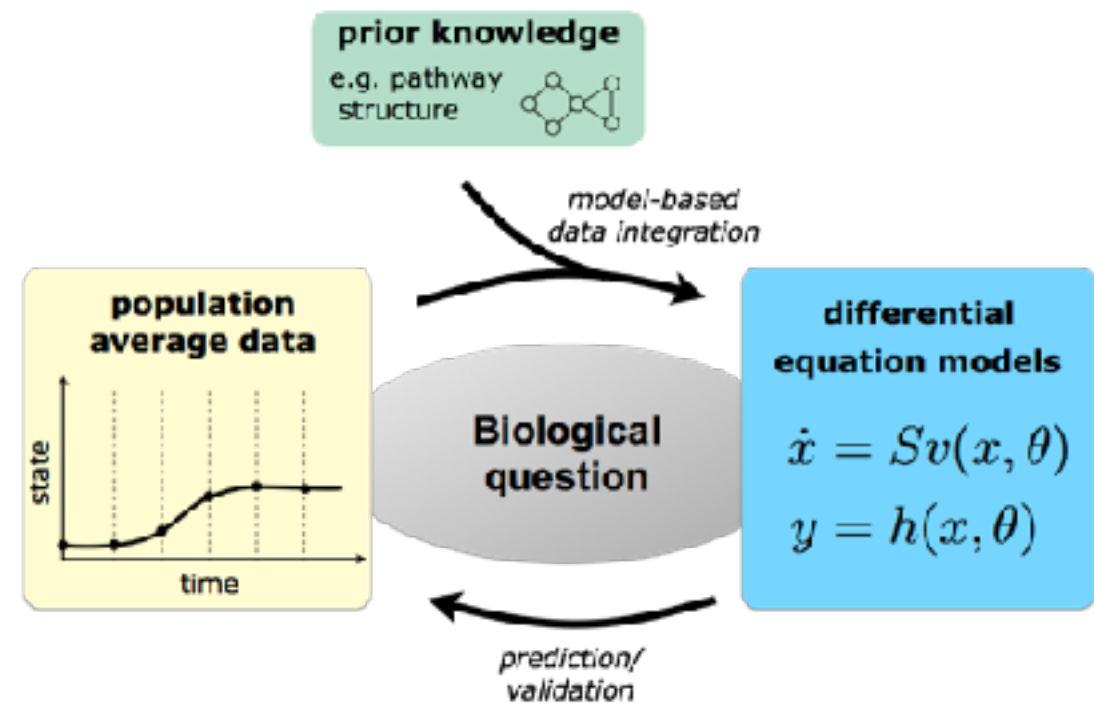 prior knowledge
e.g. pathway
structure
model-based
data integration
population
average data
state
time
Biological
question
differential
equation models
ẋ = Sv(x, θ)
y = h(x, θ)
prediction/
validation